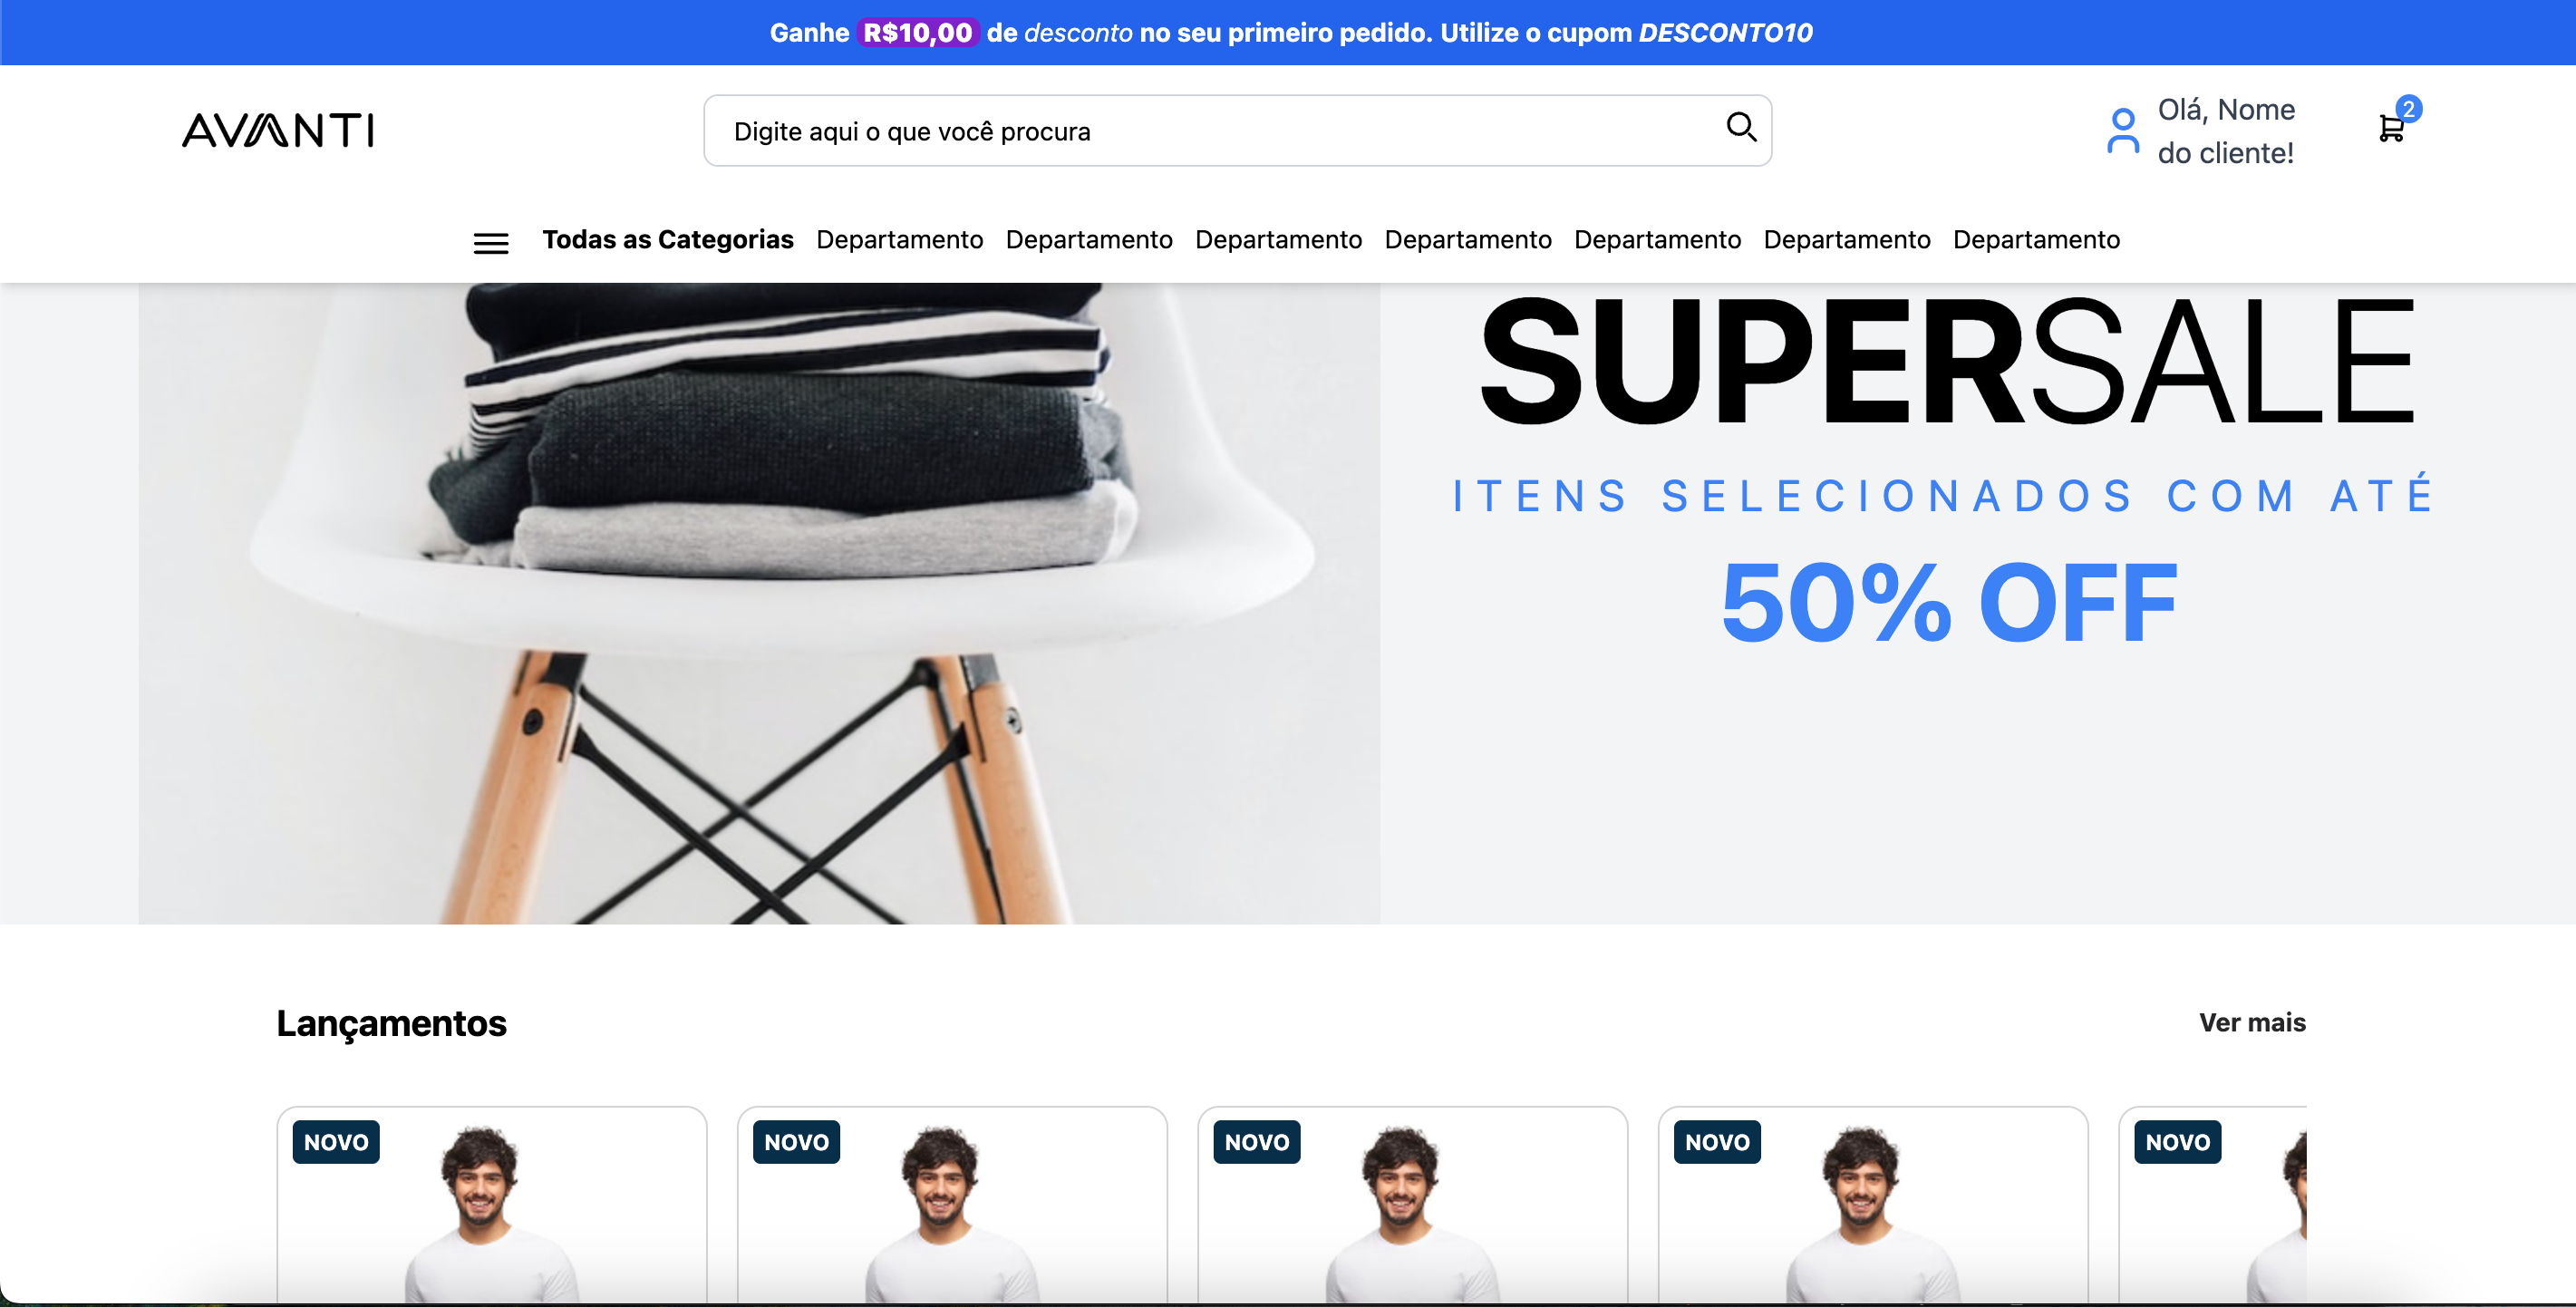 Ganhe R$10,00 de desconto no seu primeiro pedido. Utilize o cupom DESCONTO10
AVANTI
Digite aqui o que você procura
Olá, Nome
do cliente!
2
Todas as Categorias Departamento Departamento Departamento Departamento Departamento Departamento Departamento
SUPERSALE
ITENS SELECIONADOS COM ATÉ
50% OFF
Lançamentos
Ver mais
NOVO
NOVO
NOVO
NOVO
NOVO